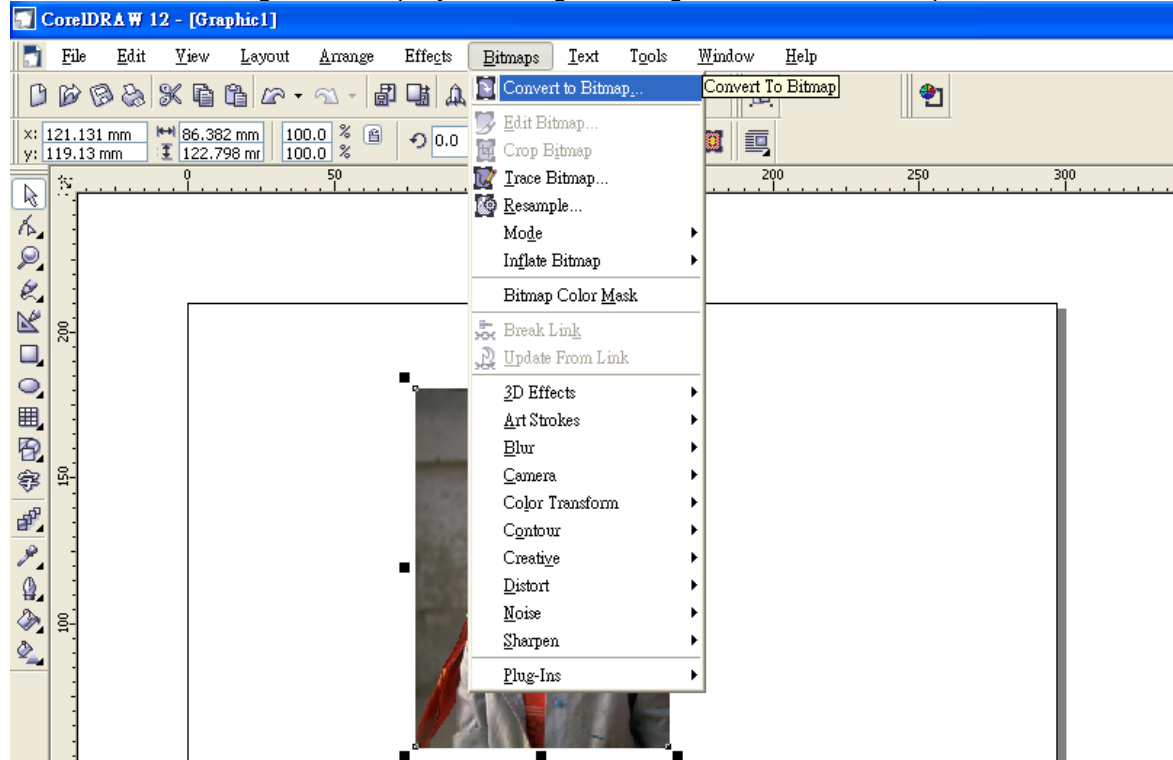 CorelDRAW 12 - [Graphic1]
File Edit View Layout Arrange Effects Bitmaps Text Tools Window Help
Convert to Bitmap...
Convert To Bitmap
x: 121.131 mm 86.382 mm 100.0 % 0.0
y: 119.13 mm 122.798 mr 100.0 %
Edit Bitmap...
Crop Bitmap
Trace Bitmap...
Resample...
Mode
Inflate Bitmap
Bitmap Color Mask
Break Link
Update From Link
3D Effects
Art Strokes
Blur
Camera
Color Transform
Contour
Creative
Distort
Noise
Sharpen
Plug-Ins
0 50 200 250 300
200
150
100
字